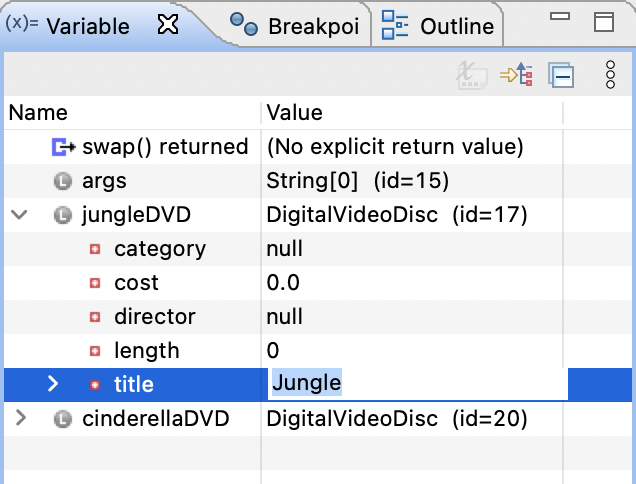 (x)= Variable Breakpoi Outline
Name Value
swap() returned (No explicit return value)
L args String[0] (id=15)
L jungleDVD DigitalVideoDisc (id=17)
category null
cost 0.0
director null
length 0
title Jungle
L cinderellaDVD DigitalVideoDisc (id=20)